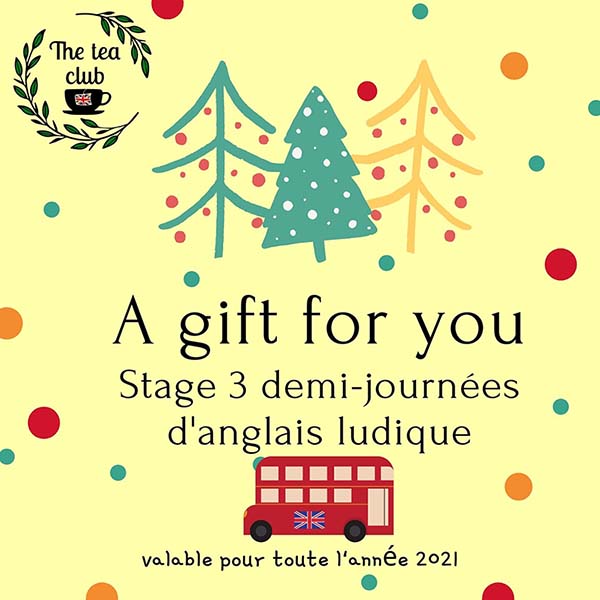 The tea
club
A gift for you
Stage 3 demi-journées
d'anglais ludique
valable pour toute l'année 2021